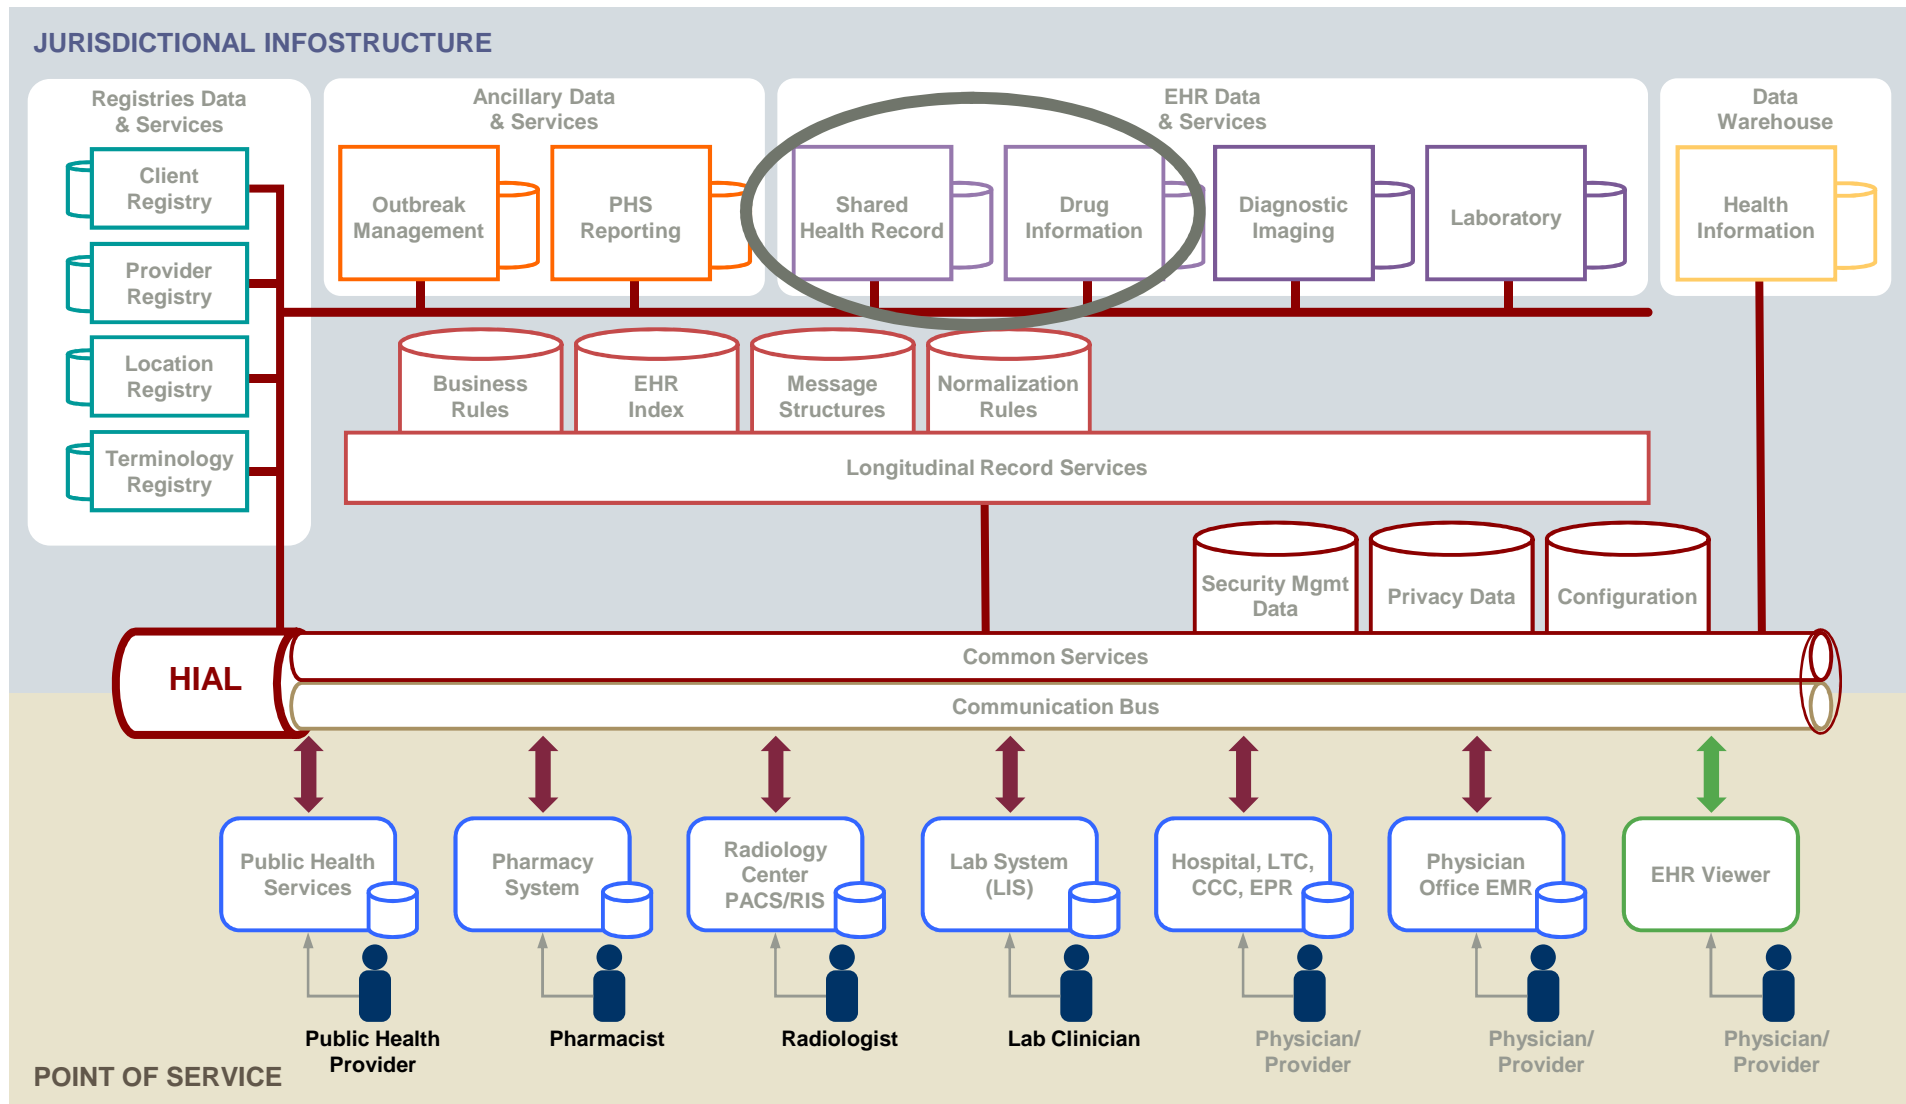 JURISDICTIONAL INFOSTRUCTURE
Registries Data
& Services
Ancillary Data
& Services
EHR Data
& Services
Data
Warehouse
Client
Registry
Provider
Registry
Location
Registry
Terminology
Registry
Outbreak
Management
PHS
Reporting
Shared
Health Record
Drug
Information
Diagnostic
Imaging
Laboratory
Health
Information
Business
Rules
EHR
Index
Message
Structures
Normalization
Rules
Longitudinal Record Services
Security Mgmt
Data
Privacy Data
Configuration
HIAL
Common Services
Communication Bus
Public Health
Services
Pharmacy
System
Radiology
Center
PACS/RIS
Lab System
(LIS)
Hospital, LTC,
CCC, EPR
Physician
Office EMR
EHR Viewer
Public Health
Provider
Pharmacist
Radiologist
Lab Clinician
Physician/
Provider
Physician/
Provider
Physician/
Provider
POINT OF SERVICE